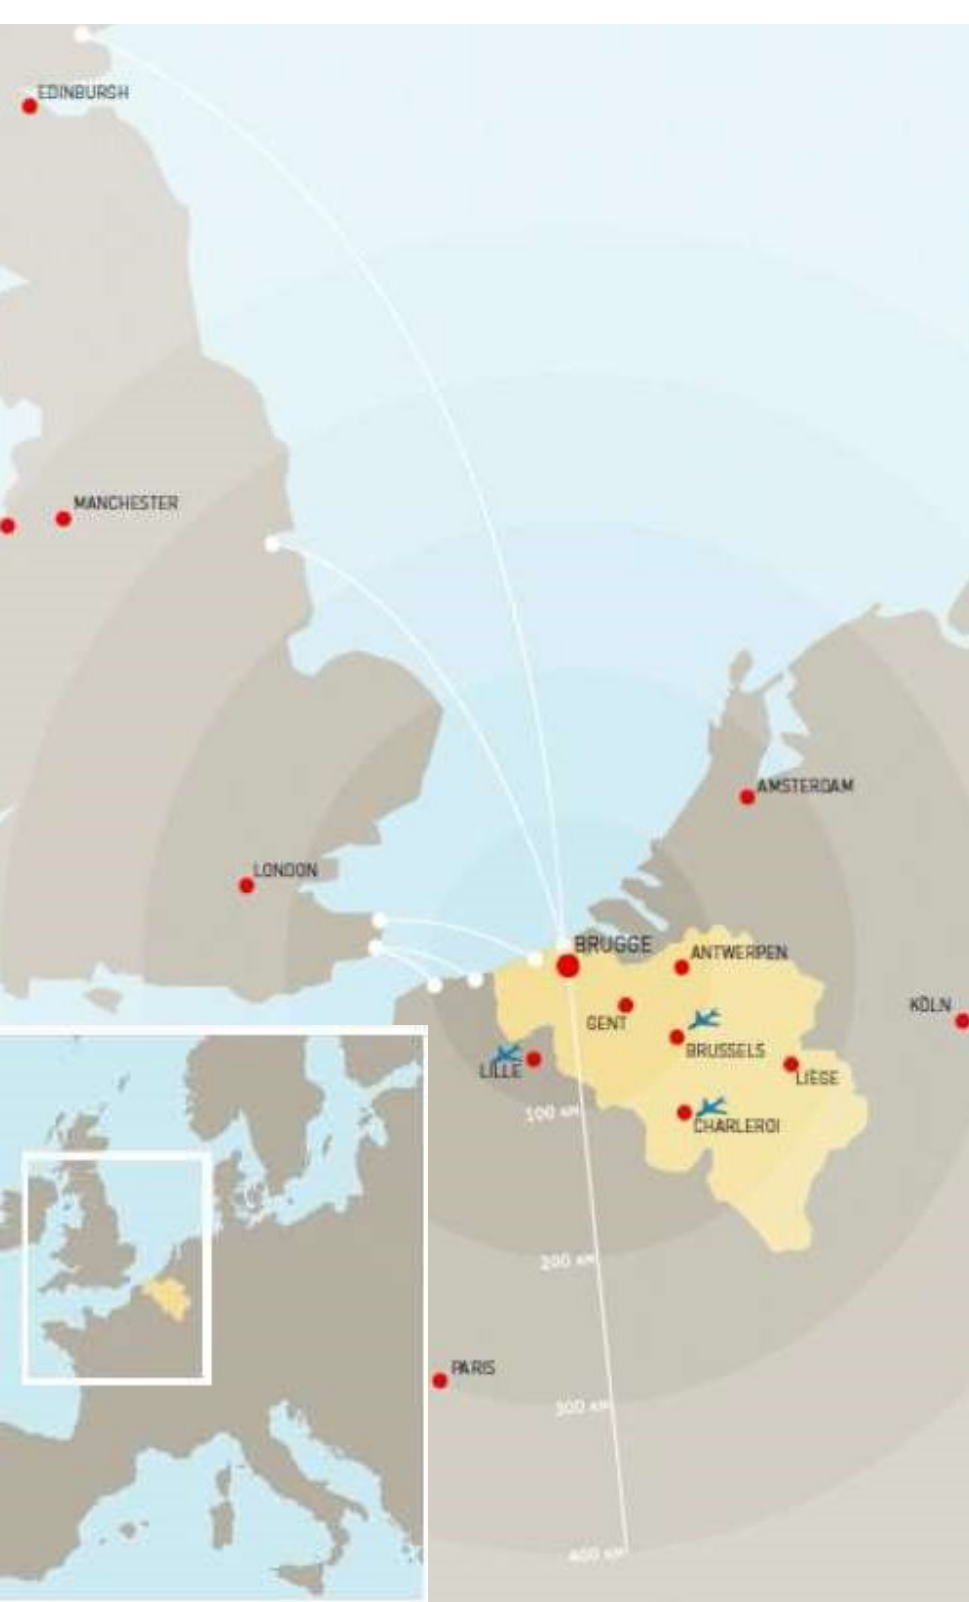 EDINBURGH
MANCHESTER
AMSTERDAM
LONDON
BRUGGE
ANTWERPEN
KÖLN
GENT
BRUSSELS
LILLE
LIÈGE
100 KM
CHARLEROI
200 KM
PARIS
300 KM
400 KM